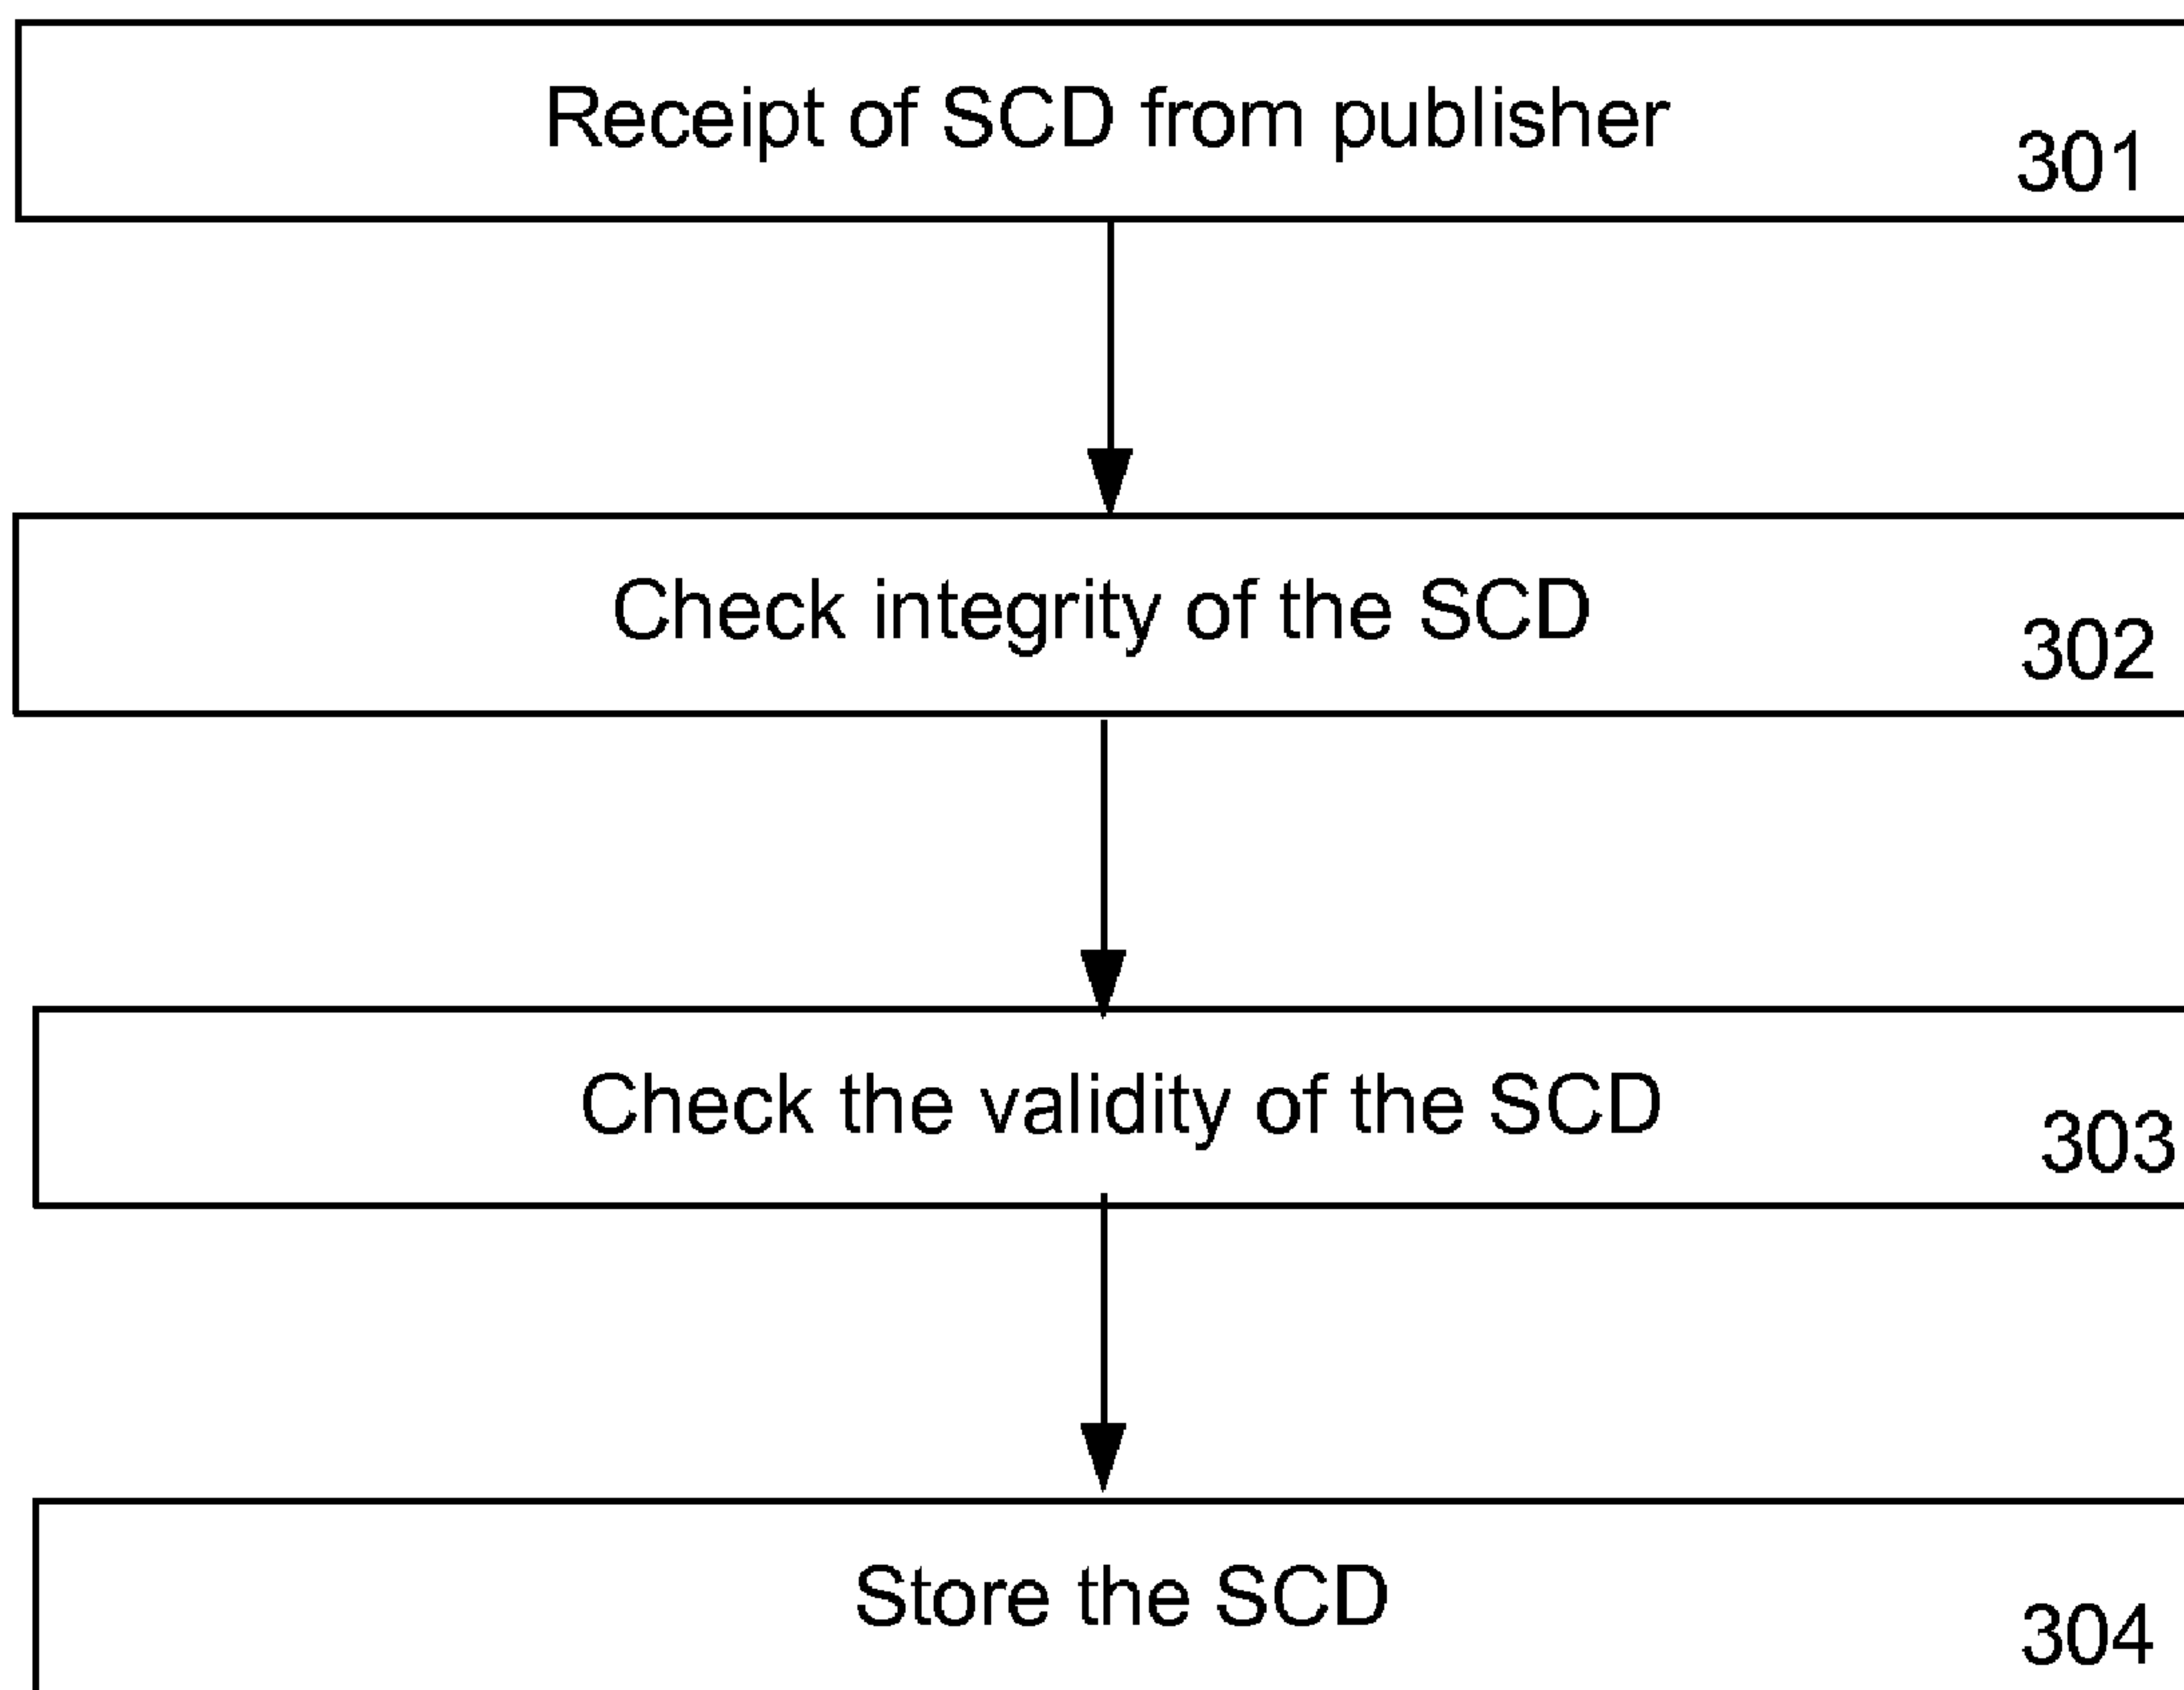 Receipt of SCD from publisher
301
Check integrity of the SCD
302
Check the validity of the SCD
303
Store the SCD
304